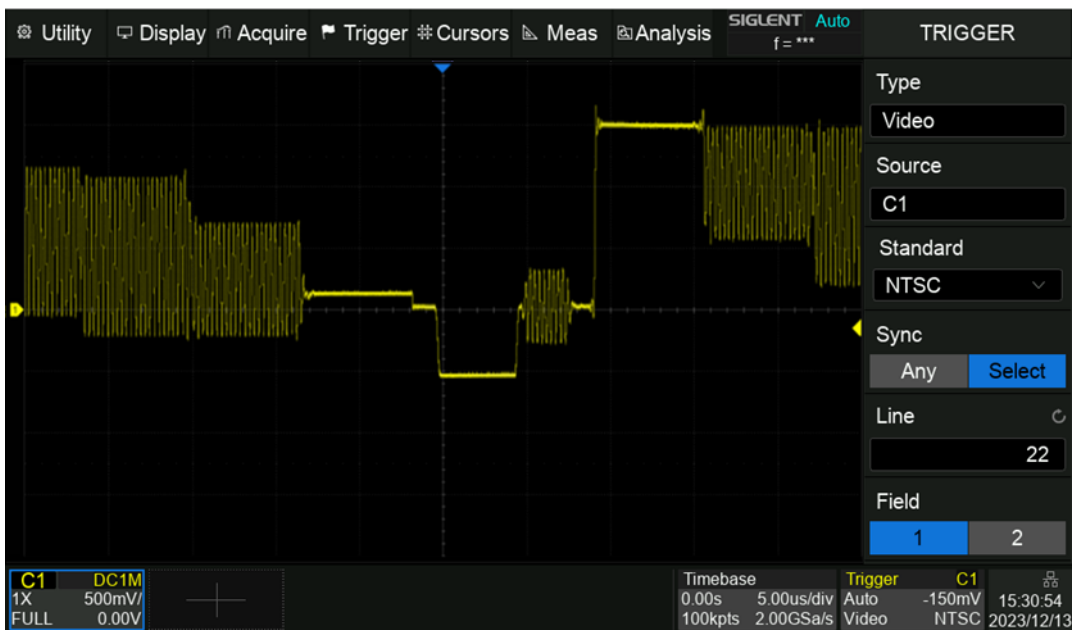 Utility Display Acquire Trigger Cursors Meas Analysis SIGLENT Auto TRIGGER
f = ***
Type
Video
Source
C1
Standard
NTSC
Sync
Any Select
Line
22
Field
1 2
C1 DC1M
1X 500mV/
FULL 0.00V
Timebase
0.00s 5.00us/div
100kpts 2.00GSa/s
Trigger C1
Auto -150mV
Video NTSC
15:30:54
2023/12/13